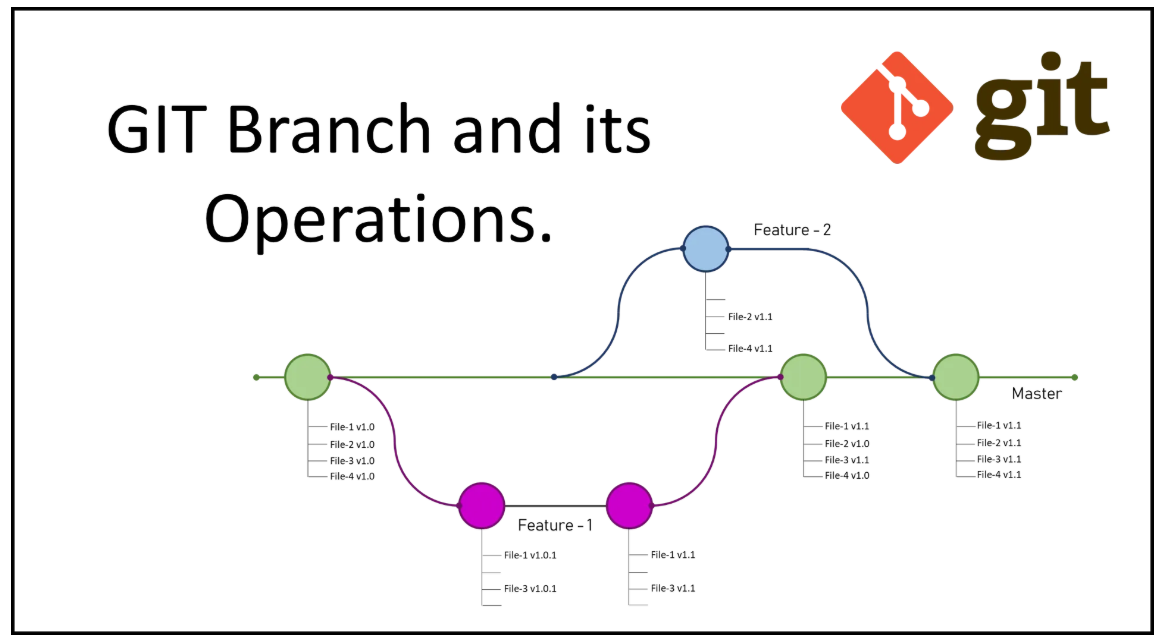 GIT Branch and its
Operations.
git
Feature - 2
File-2 v1.1
File-4 v1.1
Master
File-1 v1.0
File-2 v1.0
File-3 v1.0
File-4 v1.0
File-1 v1.1
File-2 v1.0
File-3 v1.1
File-4 v1.0
File-1 v1.1
File-2 v1.1
File-3 v1.1
File-4 v1.1
Feature - 1
File-1 v1.0.1
File-3 v1.0.1
File-1 v1.1
File-3 v1.1